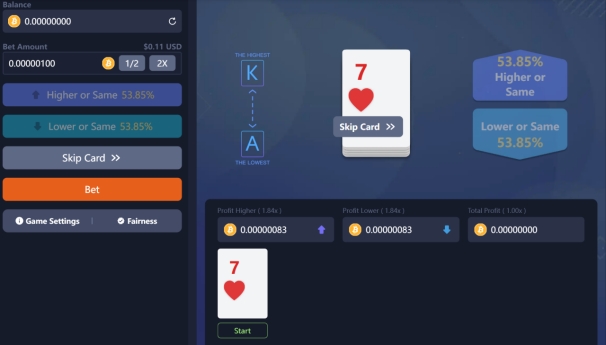 Balance
0.00000000
Bet Amount $0.11 USD
0.00000100 1/2 2X
Higher or Same 53.85%
Lower or Same 53.85%
Skip Card >>
Bet
Game Settings | Fairness
THE HIGHEST
K
A
THE LOWEST
7
Skip Card >>
53.85%
Higher or
Same
Lower or Same
53.85%
Profit Higher ( 1.84x ) Profit Lower ( 1.84x ) Total Profit ( 1.00x )
0.00000083 0.00000083 0.00000000
7
Start